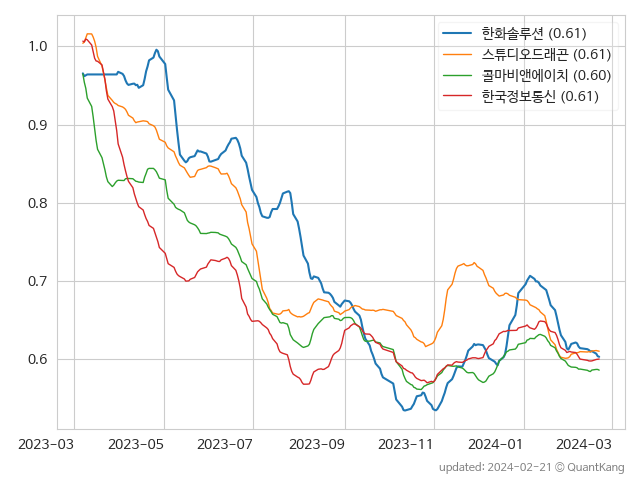 한화솔루션 (0.61)
스튜디오드래곤 (0.61)
콜마비앤에이치 (0.60)
한국정보통신 (0.61)
1.0
0.9
0.8
0.7
0.6
2023-03 2023-05 2023-07 2023-09 2023-11 2024-01 2024-03
updated: 2024-02-21 © QuantKang